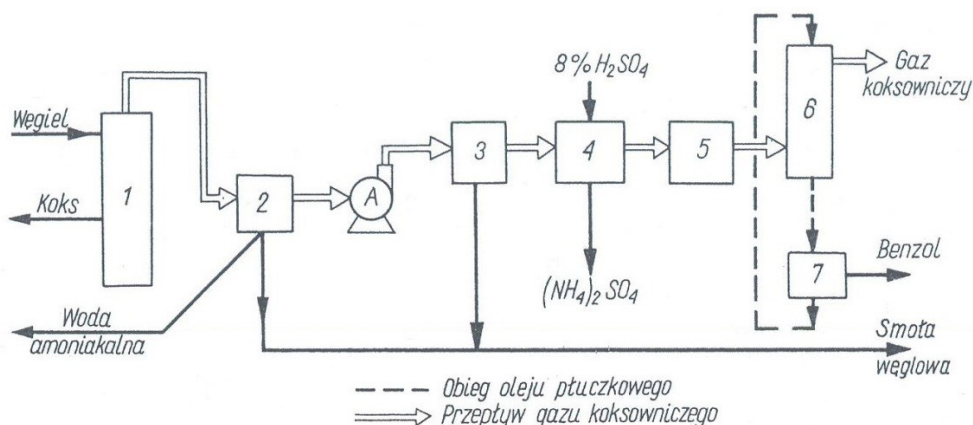 8% H₂SO₄
Gaz
koksowniczy
Węgiel
1
2
A
3
4
5
6
Koks
7
Benzol
(NH₄)₂SO₄
Woda
amoniakalna
Smoła
węglowa
Obieg oleju płuczkowego
Przepływ gazu koksowniczego